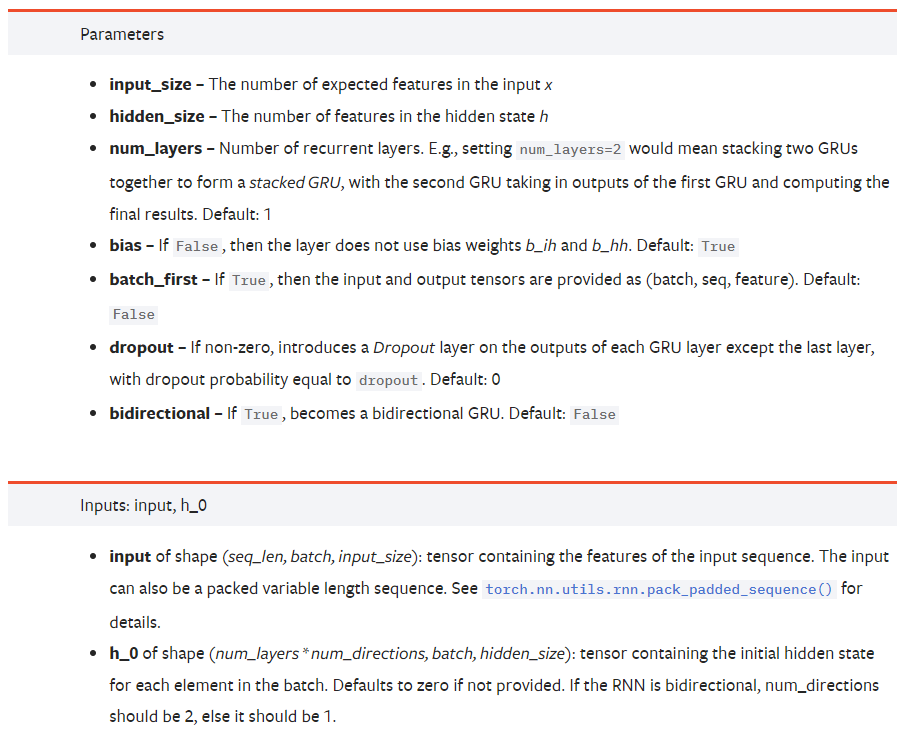 Parameters
• input_size – The number of expected features in the input x
• hidden_size – The number of features in the hidden state h
• num_layers – Number of recurrent layers. E.g., setting num_layers=2 would mean stacking two GRUs
together to form a stacked GRU, with the second GRU taking in outputs of the first GRU and computing the
final results. Default: 1
• bias – If False, then the layer does not use bias weights b_ih and b_hh. Default: True
• batch_first – If True, then the input and output tensors are provided as (batch, seq, feature). Default:
False
• dropout – If non-zero, introduces a Dropout layer on the outputs of each GRU layer except the last layer,
with dropout probability equal to dropout. Default: 0
• bidirectional – If True, becomes a bidirectional GRU. Default: False
Inputs: input, h_0
• input of shape (seq_len, batch, input_size): tensor containing the features of the input sequence. The input
can also be a packed variable length sequence. See torch.nn.utils.rnn.pack_padded_sequence() for
details.
• h_0 of shape (num_layers * num_directions, batch, hidden_size): tensor containing the initial hidden state
for each element in the batch. Defaults to zero if not provided. If the RNN is bidirectional, num_directions
should be 2, else it should be 1.